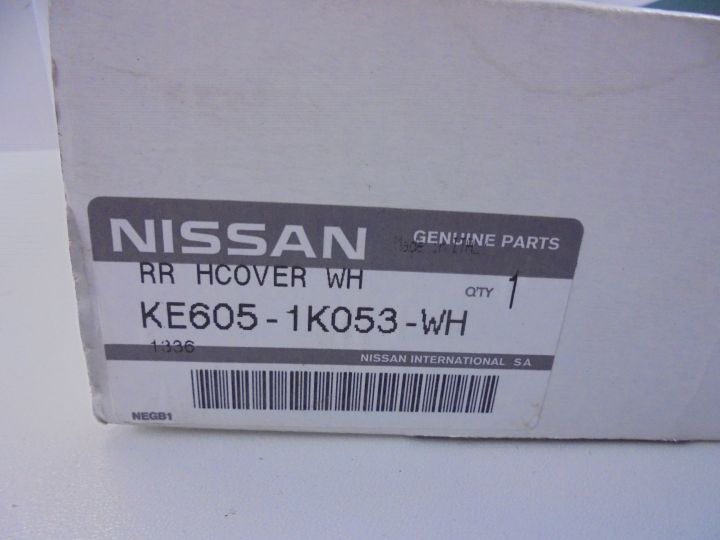 NISSAN GENUINE PARTS
RR HCOVER WH
QTY 1
KE605-1K053-WH
1336
NISSAN INTERNATIONAL SA
NEGB1